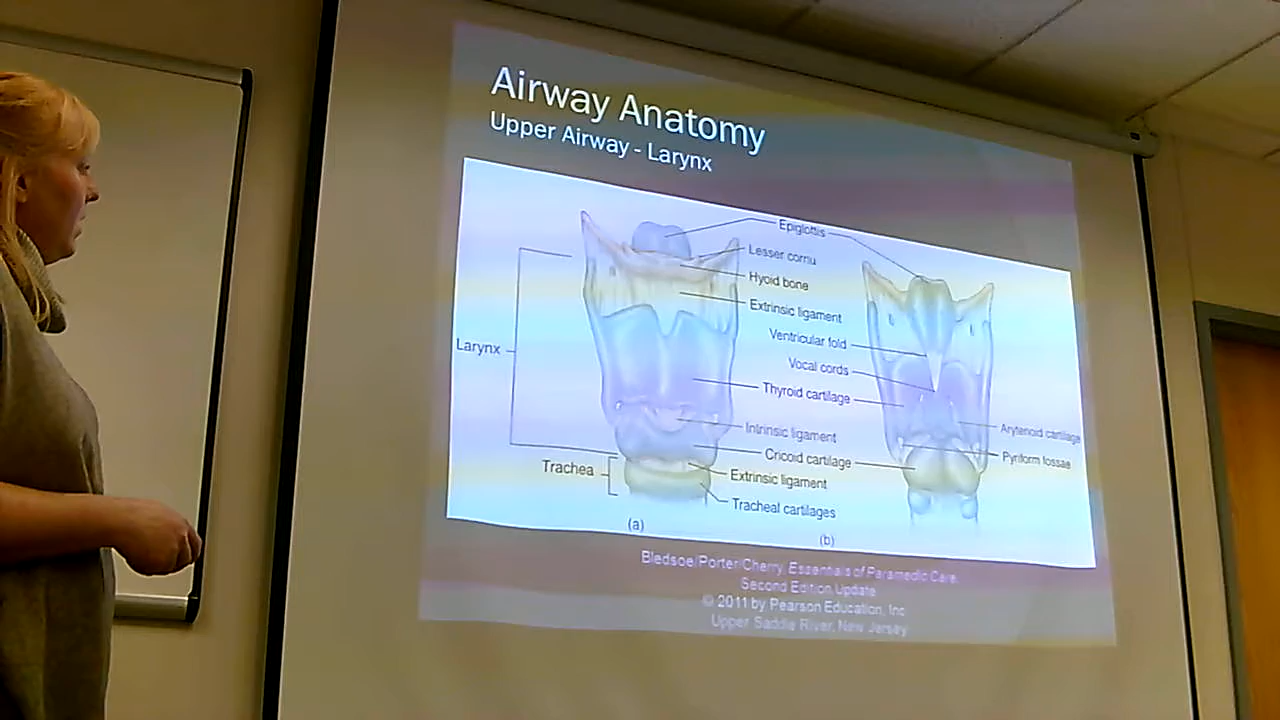 Airway Anatomy
Upper Airway - Larynx
Epiglottis
Lesser cornu
Hyoid bone
Extrinsic ligament
Ventricular fold
Larynx
Vocal cords
Thyroid cartilage
Intrinsic ligament
Arytenoid cartilage
Cricoid cartilage
Pyriform fossae
Trachea
Extrinsic ligament
Tracheal cartilages
(a)
(b)
Bledsoe/Porter/Cherry, Essentials of Paramedic Care,
Second Edition Update
© 2011 by Pearson Education, Inc
Upper Saddle River, New Jersey